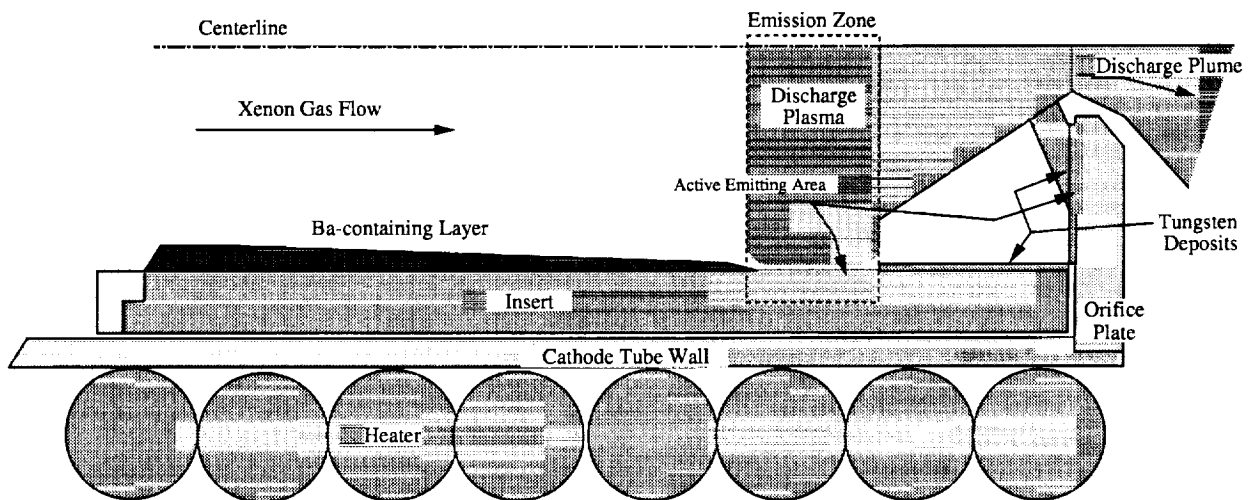 Emission Zone
Centerline
Discharge Plume
Discharge
Plasma
Xenon Gas Flow
Active Emitting Area
Ba-containing Layer
Tungsten
Deposits
Insert
Orifice
Plate
Cathode Tube Wall
Heater